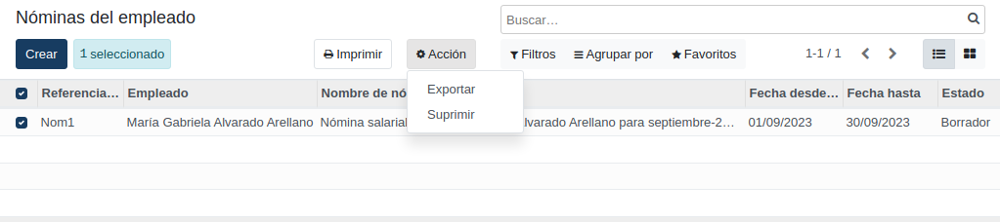 Nóminas del empleado
Buscar…
Crear
1 seleccionado
Imprimir
Acción
Filtros
Agrupar por
Favoritos
1-1 / 1
Exportar
Suprimir
Referencia… Empleado Nombre de nó Fecha desde… Fecha hasta Estado
Nom1 María Gabriela Alvarado Arellano Nómina salarial lvarado Arellano para septiembre-2… 01/09/2023 30/09/2023 Borrador